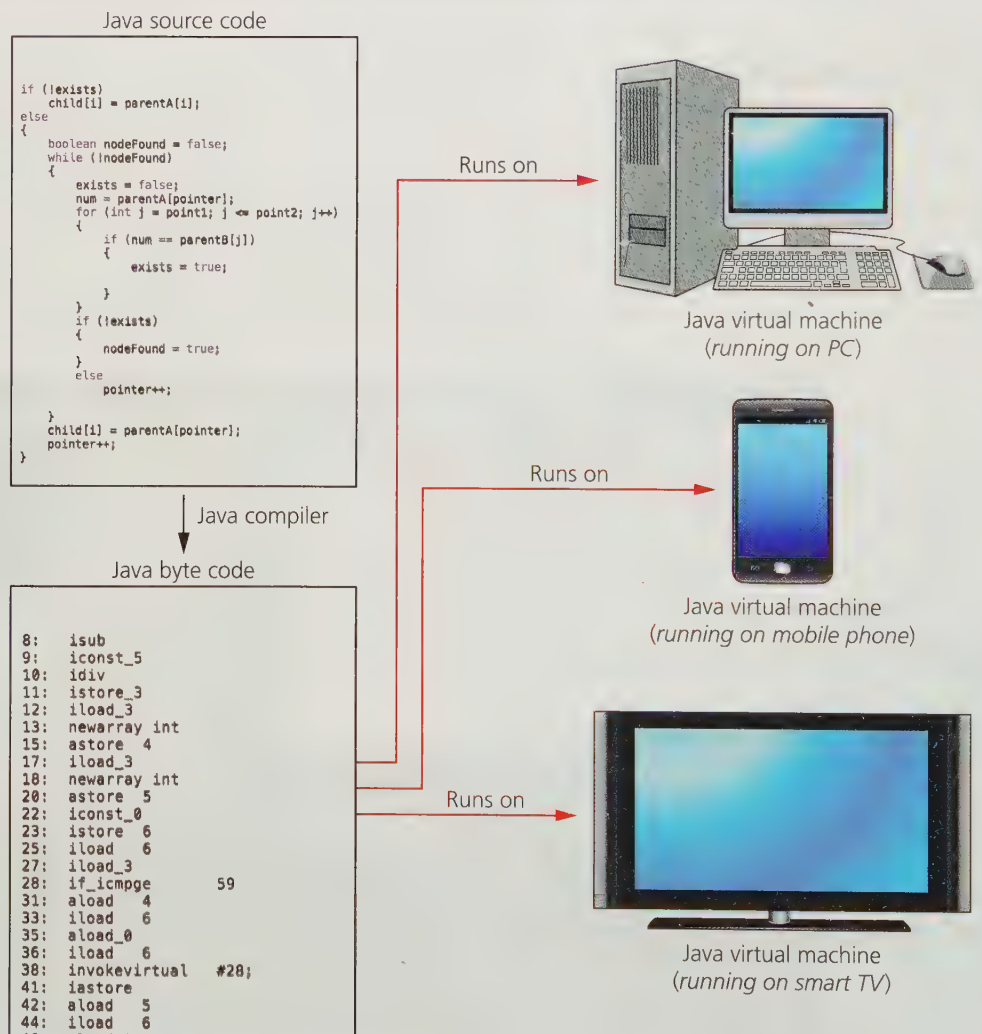 Java source code
if (!exists)
child[i] = parentA[i];
else
{
boolean nodeFound = false;
while (!nodeFound)
{
exists = false;
num = parentA[pointer];
for (int j = point1; j <= point2; j++)
{
if (num == parentB[j])
{
exists = true;
}
}
if (!exists)
{
nodeFound = true;
}
else
pointer++;
}
child[i] = parentA[pointer];
pointer++;
}
Java compiler
Java byte code
8: isub
9: iconst_5
10: idiv
11: istore_3
12: iload_3
13: newarray int
15: astore 4
17: iload_3
18: newarray int
20: astore 5
22: iconst_0
23: istore 6
25: iload 6
27: iload_3
28: if_icmpge 59
31: aload 4
33: iload 6
35: aload_0
36: iload 6
38: invokevirtual #28;
41: iastore
42: aload 5
44: iload 6
Runs on
Java virtual machine
(running on PC)
Runs on
Java virtual machine
(running on mobile phone)
Runs on
Java virtual machine
(running on smart TV)